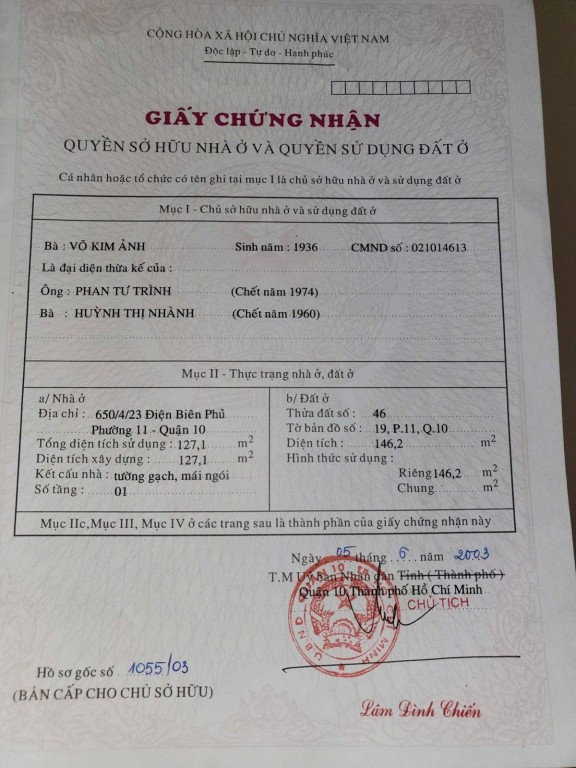 CỘNG HÒA XÃ HỘI CHỦ NGHĨA VIỆT NAM
Độc lập - Tự do - Hạnh phúc
GIẤY CHỨNG NHẬN
QUYỀN SỞ HỮU NHÀ Ở VÀ QUYỀN SỬ DỤNG ĐẤT Ở
Cá nhân hoặc tổ chức có tên ghi tại mục I là chủ sở hữu nhà ở và sử dụng đất ở
Mục I - Chủ sở hữu nhà ở và sử dụng đất ở
Bà : VÕ KIM ẢNH Sinh năm : 1936 CMND số : 021014613
Là đại diện thừa kế của :
Ông : PHAN TƯ TRÌNH (Chết năm 1974)
Bà : HUỲNH THỊ NHÀNH (Chết năm 1960)
Mục II - Thực trạng nhà ở, đất ở
a/ Nhà ở
Địa chỉ : 650/4/23 Điện Biên Phủ
Phường 11 - Quận 10
Tổng diện tích sử dụng : 127,1 m2
Diện tích xây dựng : 127,1 m2
Kết cấu nhà : tường gạch, mái ngói
Số tầng : 01
b/ Đất ở
Thửa đất số : 46
Tờ bản đồ số : 19, P.11, Q.10
Diện tích : 146,2 m2
Hình thức sử dụng :
Riêng 146,2 m2
Chung m2
Mục IIc, Mục III, Mục IV ở các trang sau là thành phần của giấy chứng nhận này
Ngày 05 tháng 6 năm 2003
T.M Uỷ ban Nhân dân Tỉnh ( Thành phố )
Quận 10 Thành phố Hồ Chí Minh
CHỦ TỊCH
U.B.N.D QUẬN 10 T.P HỒ CHÍ MINH
Hồ sơ gốc số 1055/03
(BẢN CẤP CHO CHỦ SỞ HỮU)
Lâm Đình Chiến